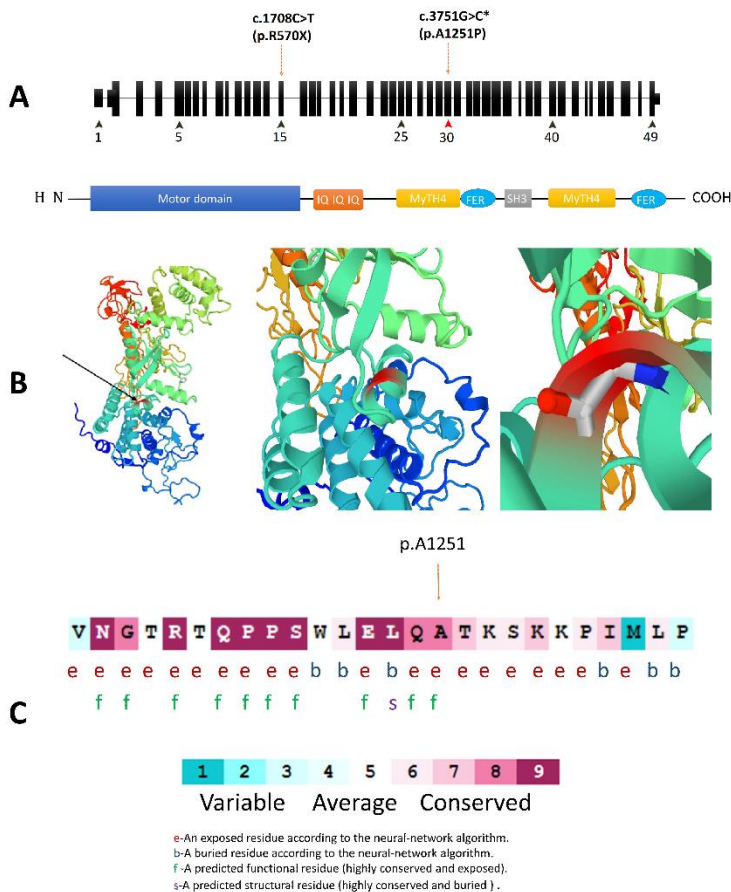 c.1708C>T c.3751G>C*
(p.R570X) (p.A1251P)
A
1 5 15 25 30 40 49
H N Motor domain IQ IQ IQ MyTH4 FER SH3 MyTH4 FER COOH
B
p.A1251
V N G T R T Q P P S W L E L Q A T K S K K P I M L P
e e e e e e e e e e b b e b e e e e e e e e b e b b
f f f f f f f f s f f
C
1 2 3 4 5 6 7 8 9
Variable Average Conserved
e-An exposed residue according to the neural-network algorithm.
b-A buried residue according to the neural-network algorithm.
f -A predicted functional residue (highly conserved and exposed).
s-A predicted structural residue (highly conserved and buried ) .